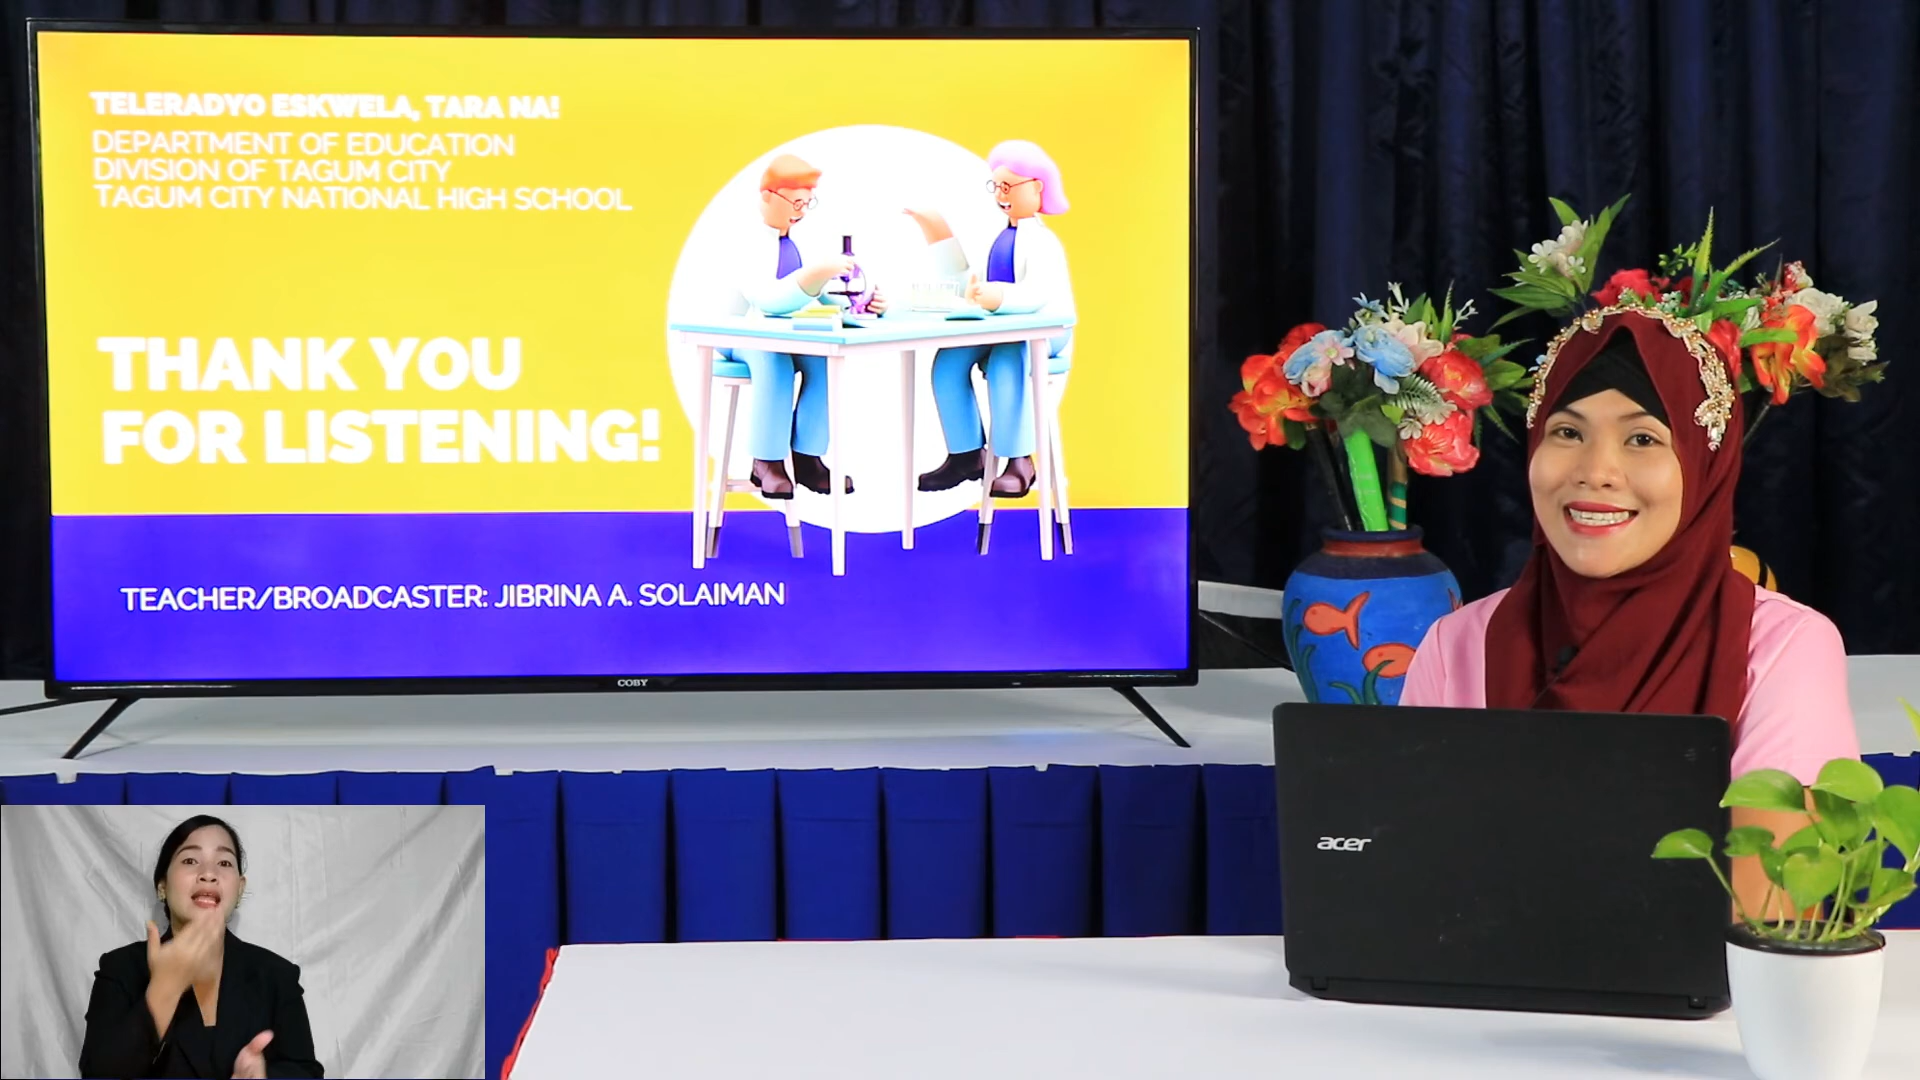 TELERADYO ESKWELA, TARA NA!
DEPARTMENT OF EDUCATION
DIVISION OF TAGUM CITY
TAGUM CITY NATIONAL HIGH SCHOOL
THANK YOU
FOR LISTENING!
TEACHER/BROADCASTER: JIBRINA A. SOLAIMAN
COBY
acer